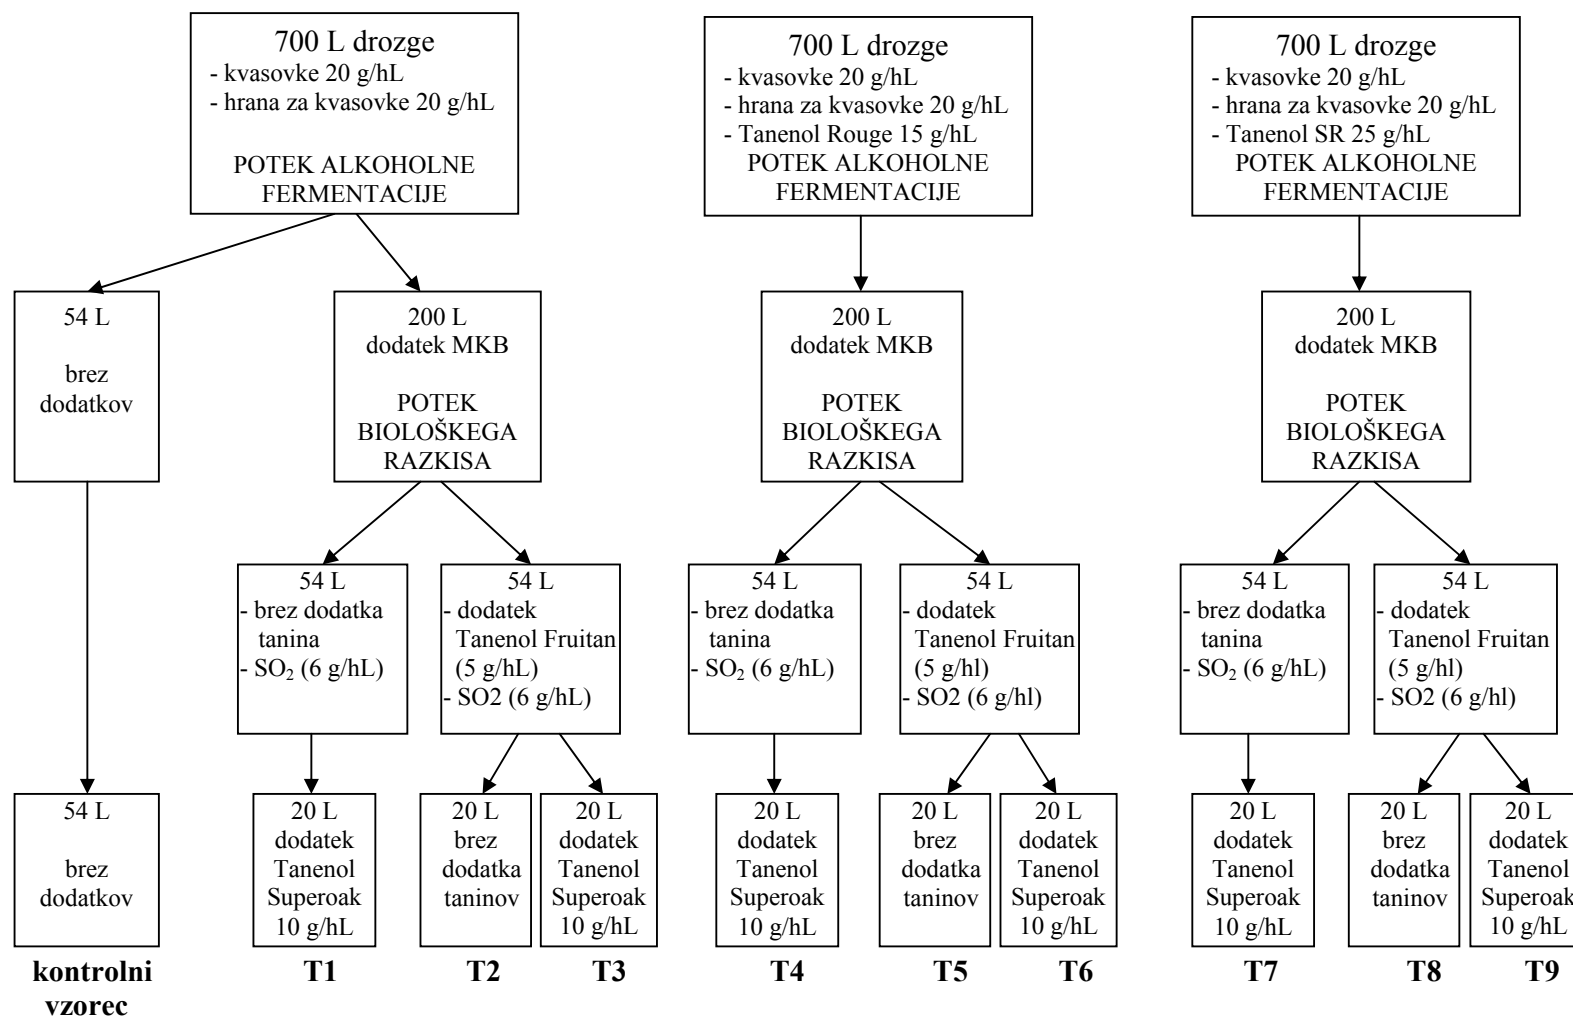 700 L drozge
- kvasovke 20 g/hL
- hrana za kvasovke 20 g/hL
POTEK ALKOHOLNE
FERMENTACIJE
700 L drozge
- kvasovke 20 g/hL
- hrana za kvasovke 20 g/hL
- Tanenol Rouge 15 g/hL
POTEK ALKOHOLNE
FERMENTACIJE
700 L drozge
- kvasovke 20 g/hL
- hrana za kvasovke 20 g/hL
- Tanenol SR 25 g/hL
POTEK ALKOHOLNE
FERMENTACIJE
54 L
brez
dodatkov
200 L
dodatek MKB
POTEK
BIOLOŠKEGA
RAZKISA
200 L
dodatek MKB
POTEK
BIOLOŠKEGA
RAZKISA
200 L
dodatek MKB
POTEK
BIOLOŠKEGA
RAZKISA
54 L
- brez dodatka
tanina
- SO₂ (6 g/hL)
54 L
- dodatek
Tanenol Fruitan
(5 g/hL)
- SO2 (6 g/hL)
54 L
- brez dodatka
tanina
- SO₂ (6 g/hL)
54 L
- dodatek
Tanenol Fruitan
(5 g/hl)
- SO2 (6 g/hl)
54 L
- brez dodatka
tanina
- SO₂ (6 g/hL)
54 L
- dodatek
Tanenol Fruitan
(5 g/hl)
- SO2 (6 g/hl)
54 L
brez
dodatkov
20 L
dodatek
Tanenol
Superoak
10 g/hL
20 L
brez
dodatka
taninov
20 L
dodatek
Tanenol
Superoak
10 g/hL
20 L
dodatek
Tanenol
Superoak
10 g/hL
20 L
brez
dodatka
taninov
20 L
dodatek
Tanenol
Superoak
10 g/hL
20 L
dodatek
Tanenol
Superoak
10 g/hL
20 L
brez
dodatka
taninov
20 L
dodatek
Tanenol
Superoak
10 g/hL
kontrolni
vzorec
T1
T2
T3
T4
T5
T6
T7
T8
T9